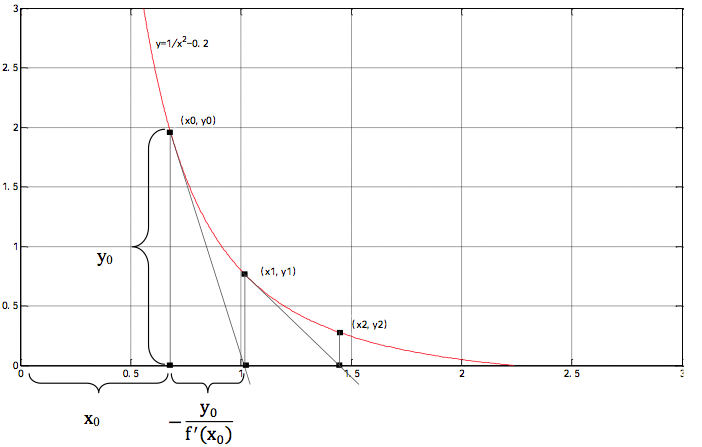 3
y=1/x²-0.2
2.5
(x0, y0)
2
1.5
y₀
1
(x1, y1)
0.5
(x2, y2)
0
0 0.5 1 1.5 2 2.5 3
x₀
-y₀/f′(x₀)